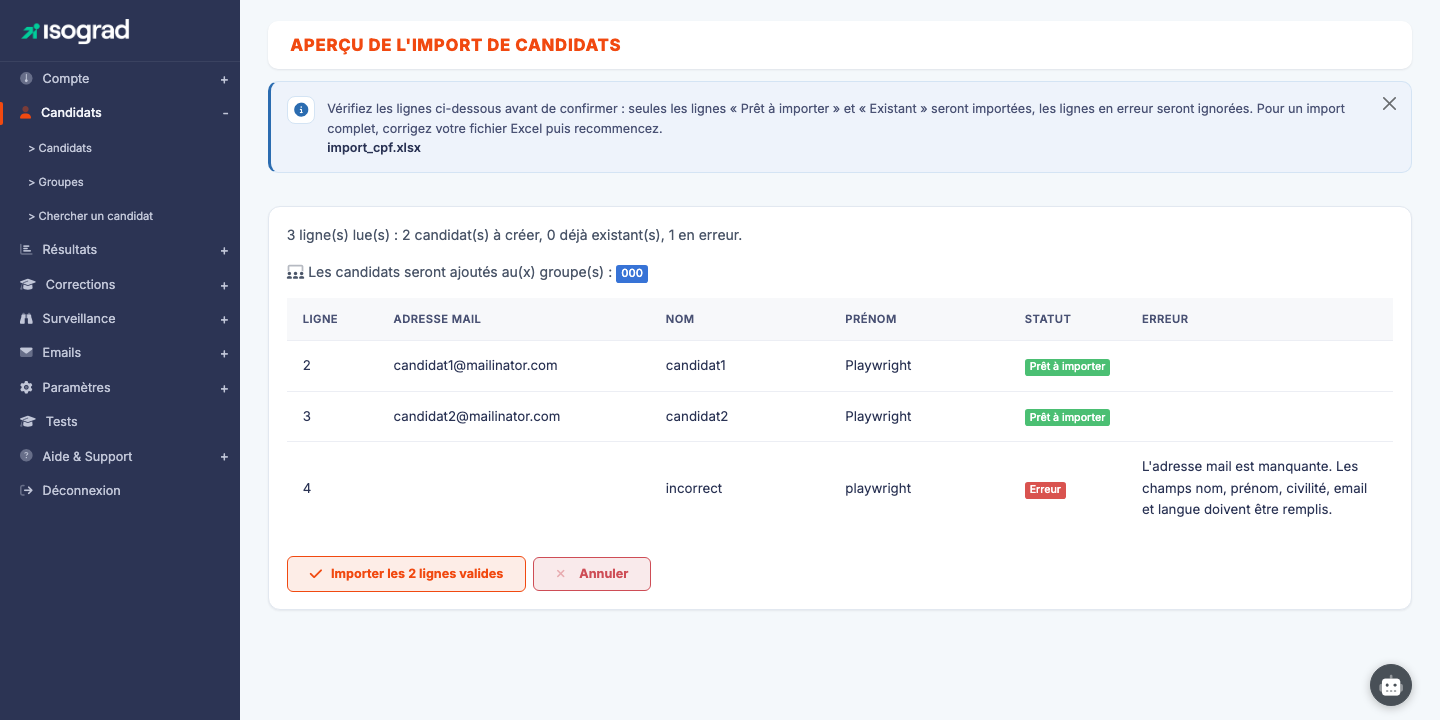 isograd
Compte +
Candidats -
> Candidats
> Groupes
> Chercher un candidat
Résultats +
Corrections +
Surveillance +
Emails +
Paramètres +
Tests
Aide & Support +
Déconnexion
APERÇU DE L'IMPORT DE CANDIDATS
Vérifiez les lignes ci-dessous avant de confirmer : seules les lignes « Prêt à importer » et « Existant » seront importées, les lignes en erreur seront ignorées. Pour un import
complet, corrigez votre fichier Excel puis recommencez.
import_cpf.xlsx
3 ligne(s) lue(s) : 2 candidat(s) à créer, 0 déjà existant(s), 1 en erreur.
Les candidats seront ajoutés au(x) groupe(s) : 000
LIGNE ADRESSE MAIL NOM PRÉNOM STATUT ERREUR
2 candidat1@mailinator.com candidat1 Playwright Prêt à importer
3 candidat2@mailinator.com candidat2 Playwright Prêt à importer
4 incorrect playwright Erreur L'adresse mail est manquante. Les
champs nom, prénom, civilité, email
et langue doivent être remplis.
Importer les 2 lignes valides
Annuler